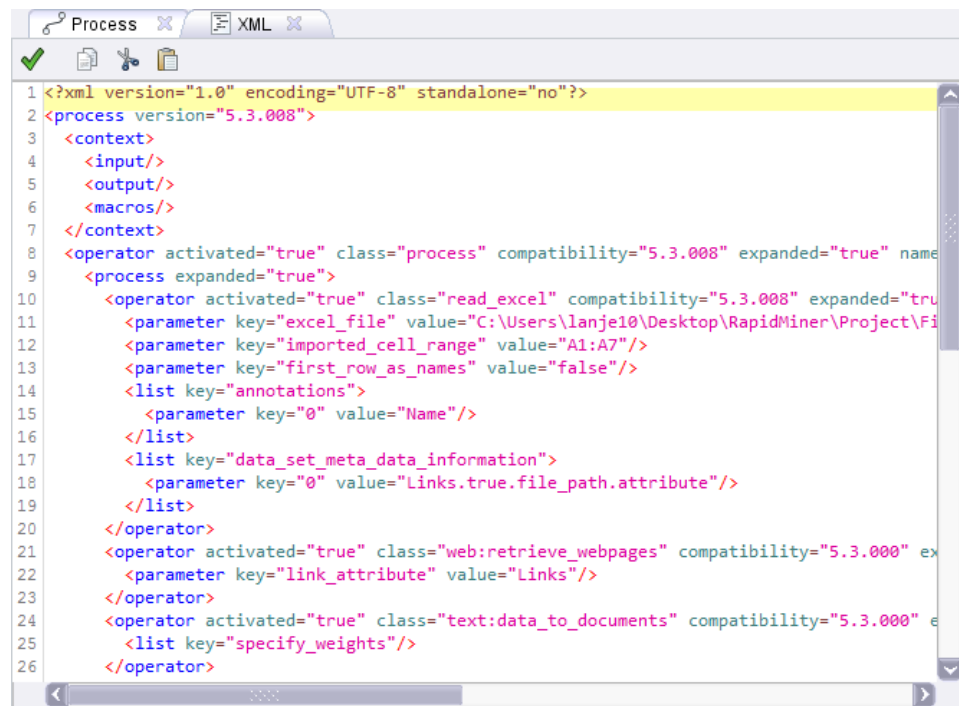 Process XML
1 <?xml version="1.0" encoding="UTF-8" standalone="no"?>
2 <process version="5.3.008">
3 <context>
4 <input/>
5 <output/>
6 <macros/>
7 </context>
8 <operator activated="true" class="process" compatibility="5.3.008" expanded="true" name
9 <process expanded="true">
10 <operator activated="true" class="read_excel" compatibility="5.3.008" expanded="tru
11 <parameter key="excel_file" value="C:\Users\lanje10\Desktop\RapidMiner\Project\Fi
12 <parameter key="imported_cell_range" value="A1:A7"/>
13 <parameter key="first_row_as_names" value="false"/>
14 <list key="annotations">
15 <parameter key="0" value="Name"/>
16 </list>
17 <list key="data_set_meta_data_information">
18 <parameter key="0" value="Links.true.file_path.attribute"/>
19 </list>
20 </operator>
21 <operator activated="true" class="web:retrieve_webpages" compatibility="5.3.000" ex
22 <parameter key="link_attribute" value="Links"/>
23 </operator>
24 <operator activated="true" class="text:data_to_documents" compatibility="5.3.000" e
25 <list key="specify_weights"/>
26 </operator>